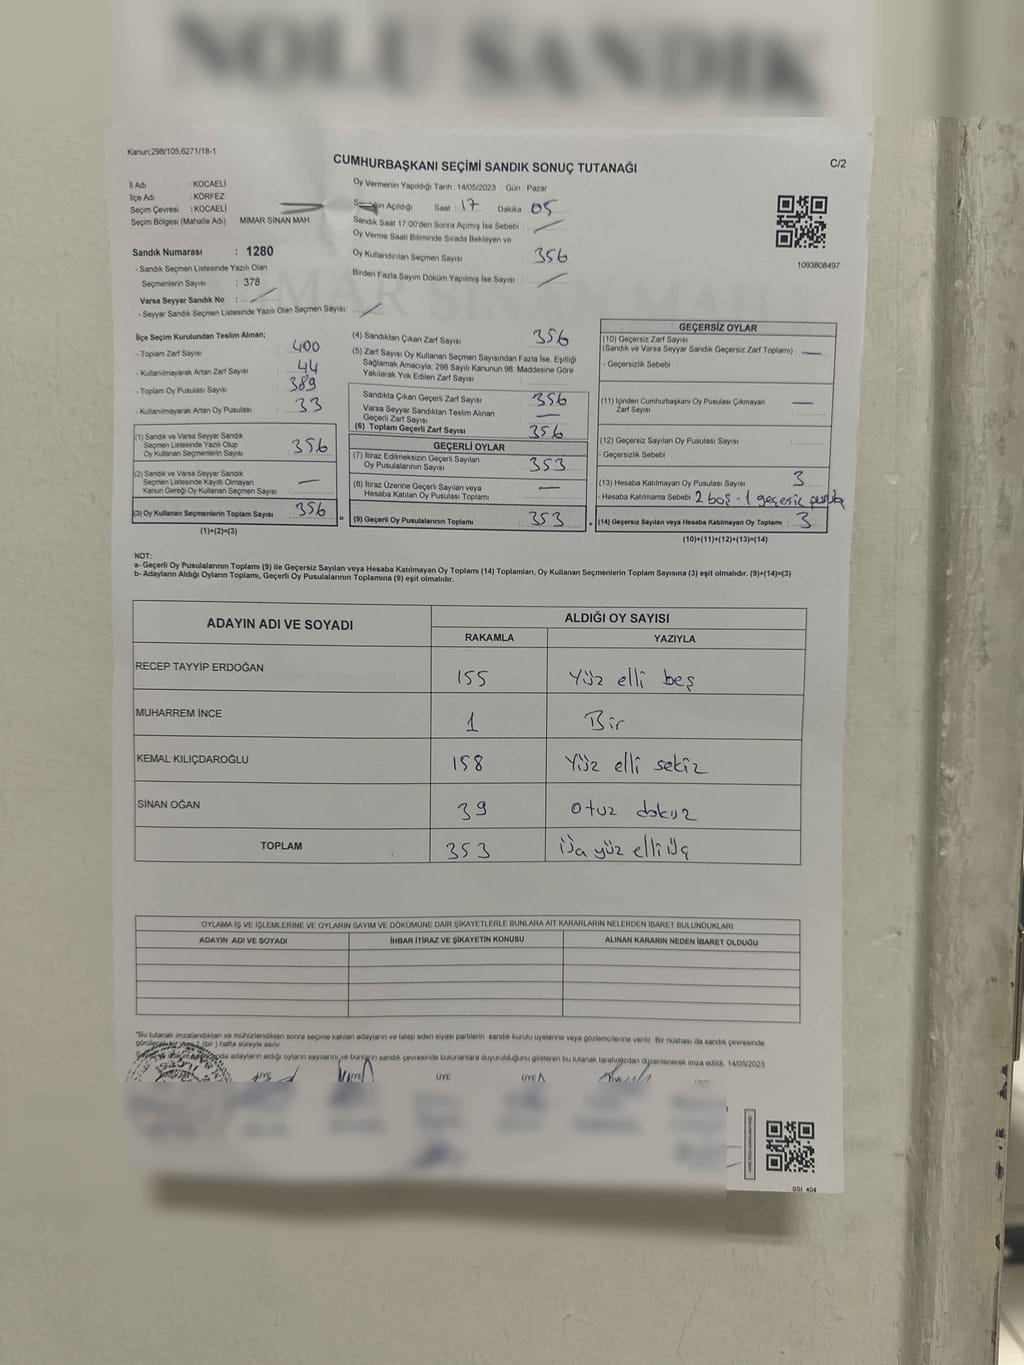 NOLU SANDIK
Kanun;298/105;6271/18-1
CUMHURBAŞKANI SEÇİMİ SANDIK SONUÇ TUTANAĞI
C/2
İl Adı : KOCAELİ
İlçe Adı : KÖRFEZ
Seçim Çevresi : KOCAELİ
Seçim Bölgesi (Mahalle Adı) MİMAR SİNAN MAH.
Sandık Numarası : 1280
- Sandık Seçmen Listesinde Yazılı Olan
Seçmenlerin Sayısı : 378
Varsa Seyyar Sandık No :
- Seyyar Sandık Seçmen Listesinde Yazılı Olan Seçmen Sayısı:
Oy Vermenin Yapıldığı Tarih : 14/05/2023 Gün : Pazar
Açıldığı Saat : 17 Dakika 05
Sandık Saat 17:00'den Sonra Açımış İse Sebebi :
Oy Verme Saati Bitiminde Sırada Bekleyen ve
Oy Kullandırılan Seçmen Sayısı : 356
Birden Fazla Sayım Döküm Yapılmış İse Sayısı :
1093808497
İlçe Seçim Kurulundan Teslim Alınan;
- Toplam Zarf Sayısı 400
- Kullanılmayarak Artan Zarf Sayısı 44
- Toplam Oy Pusulası Sayısı 389
- Kullanılmayarak Artan Oy Pusulası 33
(1) Sandık ve Varsa Seyyar Sandık
Seçmen Listesinde Yazılı Olup
Oy Kullanan Seçmenlerin Sayısı : 356
(2) Sandık ve Varsa Seyyar Sandık
Seçmen Listesinde Kayıtlı Olmayan
Kanun Gereği Oy Kullanan Seçmen Sayısı : —
(3) Oy Kullanan Seçmenlerin Toplam Sayısı : 356
(1)+(2)=(3)
(4) Sandıktan Çıkan Zarf Sayısı 356
(5) Zarf Sayısı Oy Kullanan Seçmen Sayısından Fazla İse, Eşitliği
Sağlamak Amacıyla; 298 Sayılı Kanunun 98. Maddesine Göre
Yakılarak Yok Edilen Zarf Sayısı :
Sandıkta Çıkan Geçerli Zarf Sayısı : 356
Varsa Seyyar Sandıktan Teslim Alınan
Geçerli Zarf Sayısı : —
(6) Toplam Geçerli Zarf Sayısı : 356
GEÇERLİ OYLAR
(7) İtiraz Edilmeksizin Geçerli Sayılan
Oy Pusulalarının Sayısı : 353
(8) İtiraz Üzerine Geçerli Sayılan veya
Hesaba Katılan Oy Pusulası Toplamı : —
= (9) Geçerli Oy Pusulalarının Toplamı : 353
GEÇERSİZ OYLAR
(10) Geçersiz Zarf Sayısı
(Sandık ve Varsa Seyyar Sandık Geçersiz Zarf Toplamı) : —
- Geçersizlik Sebebi :
(11) İçinden Cumhurbaşkanı Oy Pusulası Çıkmayan
Zarf Sayısı : —
(12) Geçersiz Sayılan Oy Pusulası Sayısı
- Geçersizlik Sebebi :
(13) Hesaba Katılmayan Oy Pusulası Sayısı : 3
- Hesaba Katılmama Sebebi 2 boş - 1 geçersiz pusula
+ (14) Geçersiz Sayılan veya Hesaba Katılmayan Oy Toplamı : 3
(10)+(11)+(12)+(13)=(14)
NOT:
a- Geçerli Oy Pusulalarının Toplamı (9) ile Geçersiz Sayılan veya Hesaba Katılmayan Oy Toplamı (14) Toplamları, Oy Kullanan Seçmenlerin Toplam Sayısına (3) eşit olmalıdır. (9)+(14)=(3)
b- Adayların Aldığı Oyların Toplamı, Geçerli Oy Pusulalarının Toplamına (9) eşit olmalıdır.
ADAYIN ADI VE SOYADI ALDIĞI OY SAYISI
RAKAMLA YAZIYLA
RECEP TAYYİP ERDOĞAN 155 Yüz elli beş
MUHARREM İNCE 1 Bir
KEMAL KILIÇDAROĞLU 158 Yüz elli sekiz
SİNAN OĞAN 39 otuz dokuz
TOPLAM 353 yüz elli üç
OYLAMA İŞ VE İŞLEMLERİNE VE OYLARIN SAYIM VE DÖKÜMÜNE DAİR ŞİKAYETLERLE BUNLARA AİT KARARLARIN NELERDEN İBARET BULUNDUKLARI
ADAYIN ADI VE SOYADI İHBAR İTİRAZ VE ŞİKAYETİN KONUSU ALINAN KARARIN NEDEN İBARET OLDUĞU
"Bu tutanak imzalandıktan ve mühürlendikten sonra seçime katılan adayların ve talep eden siyasi partilerin sandık kurulu üyelerine veya gözlemcilerine verilir. Bir nüshası da sandık çevresinde
(bir ) hafta süreyle asılır
adayların aldığı oyların sayılarını ve bunların sandık çevresinde bulunanlara duyurulduğunu gösteren bu tutanak tarafımızdan düzenlenerek imza edildi. 14/05/2023
ÜYE ÜYE ÜYE ÜYE
SSI 404